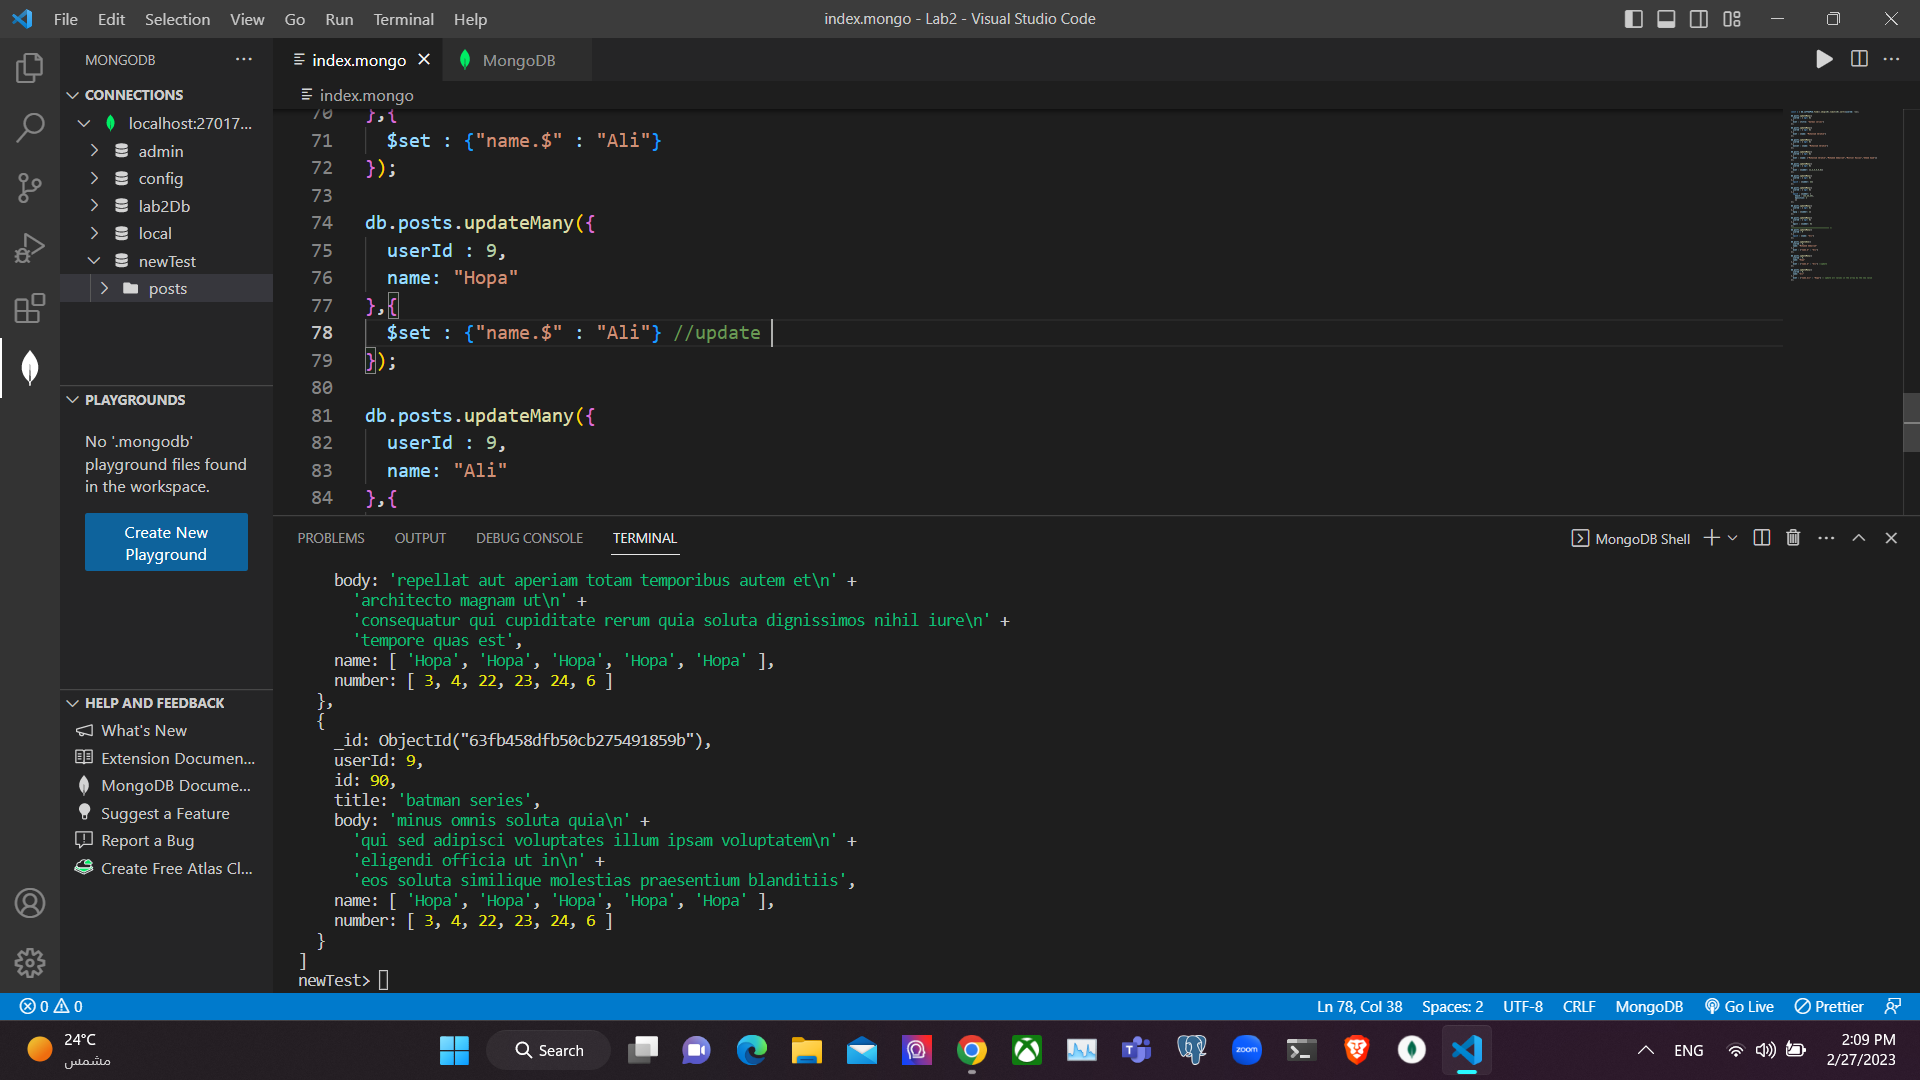 File Edit Selection View Go Run Terminal Help
index.mongo - Lab2 - Visual Studio Code
MONGODB
CONNECTIONS
localhost:27017...
admin
config
lab2Db
local
newTest
posts
PLAYGROUNDS
No '.mongodb'
playground files found
in the workspace.
Create New
Playground
HELP AND FEEDBACK
What's New
Extension Documen...
MongoDB Docume...
Suggest a Feature
Report a Bug
Create Free Atlas Cl...
index.mongo
MongoDB
index.mongo
70 },{
71 $set : {"name.$" : "Ali"}
72 });
73
74 db.posts.updateMany({
75 userId : 9,
76 name: "Hopa"
77 },{
78 $set : {"name.$" : "Ali"} //update
79 });
80
81 db.posts.updateMany({
82 userId : 9,
83 name: "Ali"
84 },{
PROBLEMS OUTPUT DEBUG CONSOLE TERMINAL
MongoDB Shell
body: 'repellat aut aperiam totam temporibus autem et\n' +
'architecto magnam ut\n' +
'consequatur qui cupiditate rerum quia soluta dignissimos nihil iure\n' +
'tempore quas est',
name: [ 'Hopa', 'Hopa', 'Hopa', 'Hopa', 'Hopa' ],
number: [ 3, 4, 22, 23, 24, 6 ]
},
{
_id: ObjectId("63fb458dfb50cb275491859b"),
userId: 9,
id: 90,
title: 'batman series',
body: 'minus omnis soluta quia\n' +
'qui sed adipisci voluptates illum ipsam voluptatem\n' +
'eligendi officia ut in\n' +
'eos soluta similique molestias praesentium blanditiis',
name: [ 'Hopa', 'Hopa', 'Hopa', 'Hopa', 'Hopa' ],
number: [ 3, 4, 22, 23, 24, 6 ]
}
]
newTest>
0 0
Ln 78, Col 38 Spaces: 2 UTF-8 CRLF MongoDB Go Live Prettier
24°C
مشمس
Search
zoom
ENG
2:09 PM
2/27/2023